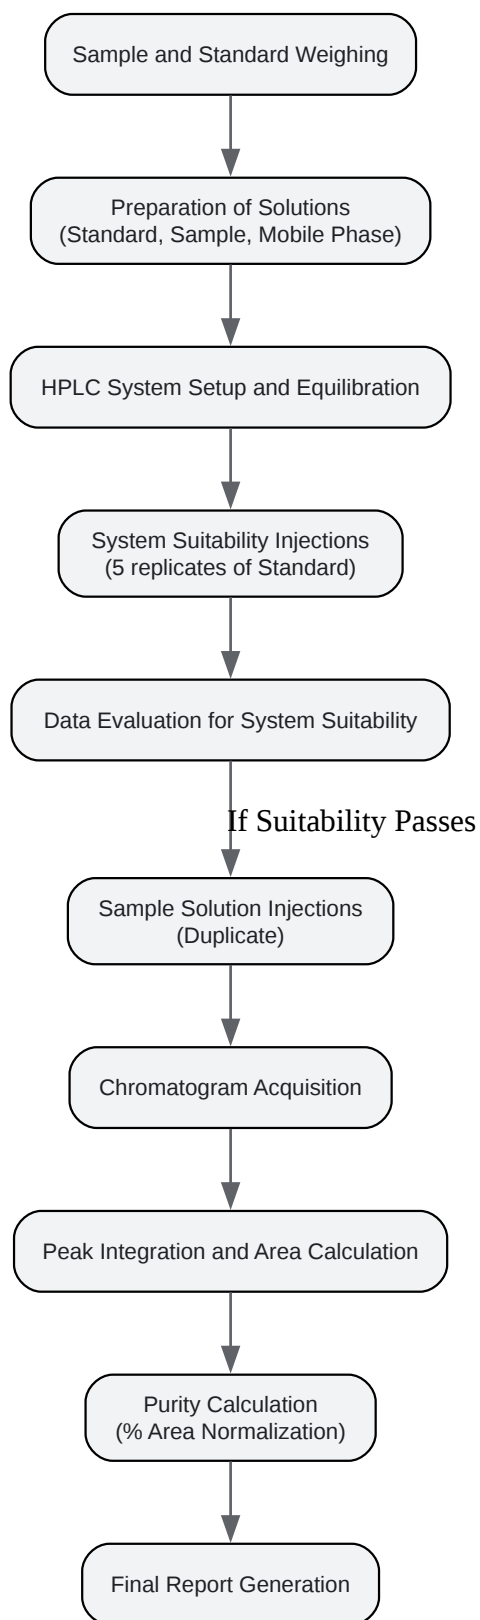 Sample and Standard Weighing
Preparation of Solutions
(Standard, Sample, Mobile Phase)
HPLC System Setup and Equilibration
System Suitability Injections
(5 replicates of Standard)
Data Evaluation for System Suitability
If Suitability Passes
Sample Solution Injections
(Duplicate)
Chromatogram Acquisition
Peak Integration and Area Calculation
Purity Calculation
(% Area Normalization)
Final Report Generation